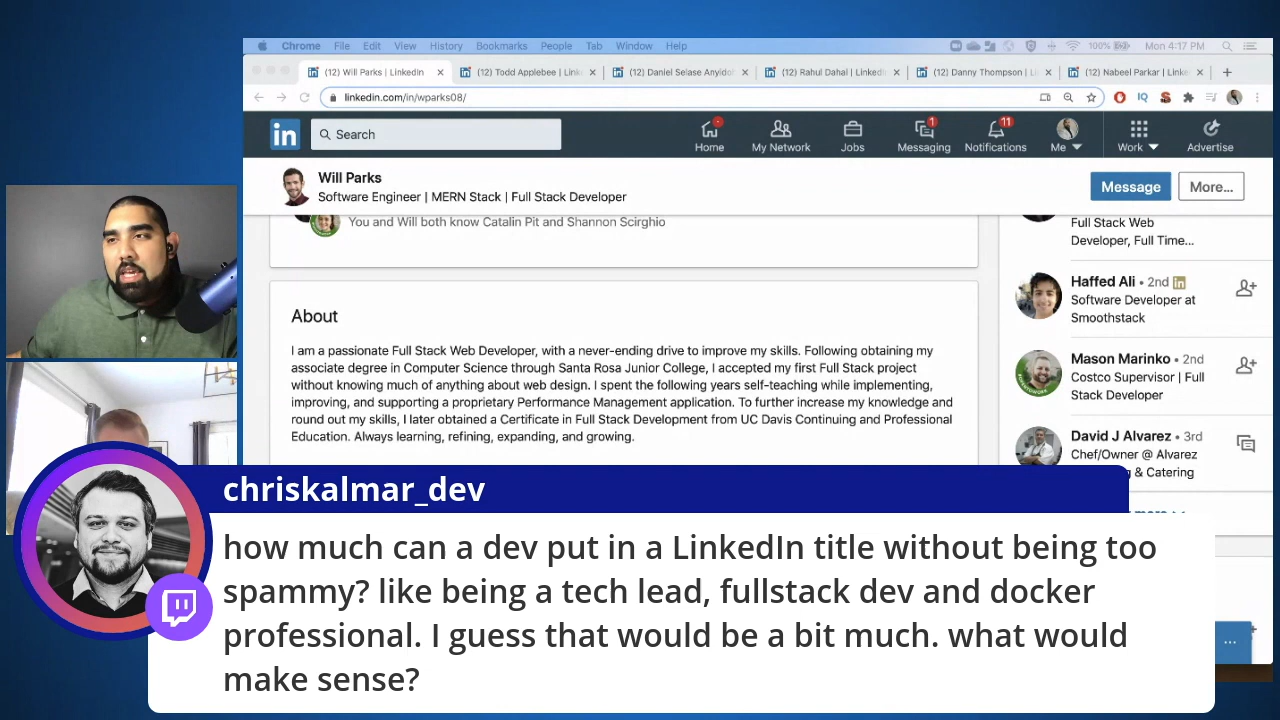 Chrome File Edit View History Bookmarks People Tab Window Help 100% Mon 4:17 PM
(12) Will Parks | LinkedIn (12) Todd Applebee | Link (12) Daniel Selase Anyido (12) Rahul Dahal | LinkedI (12) Danny Thompson | L (12) Nabeel Parkar | Linke
linkedin.com/in/wparks08/
IQ
in Search Home My Network Jobs 1 Messaging 11 Notifications Me Work Advertise
Will Parks
Software Engineer | MERN Stack | Full Stack Developer
Message More...
You and Will both know Catalin Pit and Shannon Scirghio
About
I am a passionate Full Stack Web Developer, with a never-ending drive to improve my skills. Following obtaining my
associate degree in Computer Science through Santa Rosa Junior College, I accepted my first Full Stack project
without knowing much of anything about web design. I spent the following years self-teaching while implementing,
improving, and supporting a proprietary Performance Management application. To further increase my knowledge and
round out my skills, I later obtained a Certificate in Full Stack Development from UC Davis Continuing and Professional
Education. Always learning, refining, expanding, and growing.
Full Stack Web
Developer, Full Time...
Haffed Ali • 2nd in
Software Developer at
Smoothstack
Mason Marinko • 2nd
Costco Supervisor | Full
Stack Developer
David J Alvarez • 3rd
Chef/Owner @ Alvarez
& Catering
chriskalmar_dev
how much can a dev put in a LinkedIn title without being too
spammy? like being a tech lead, fullstack dev and docker
professional. I guess that would be a bit much. what would
make sense?